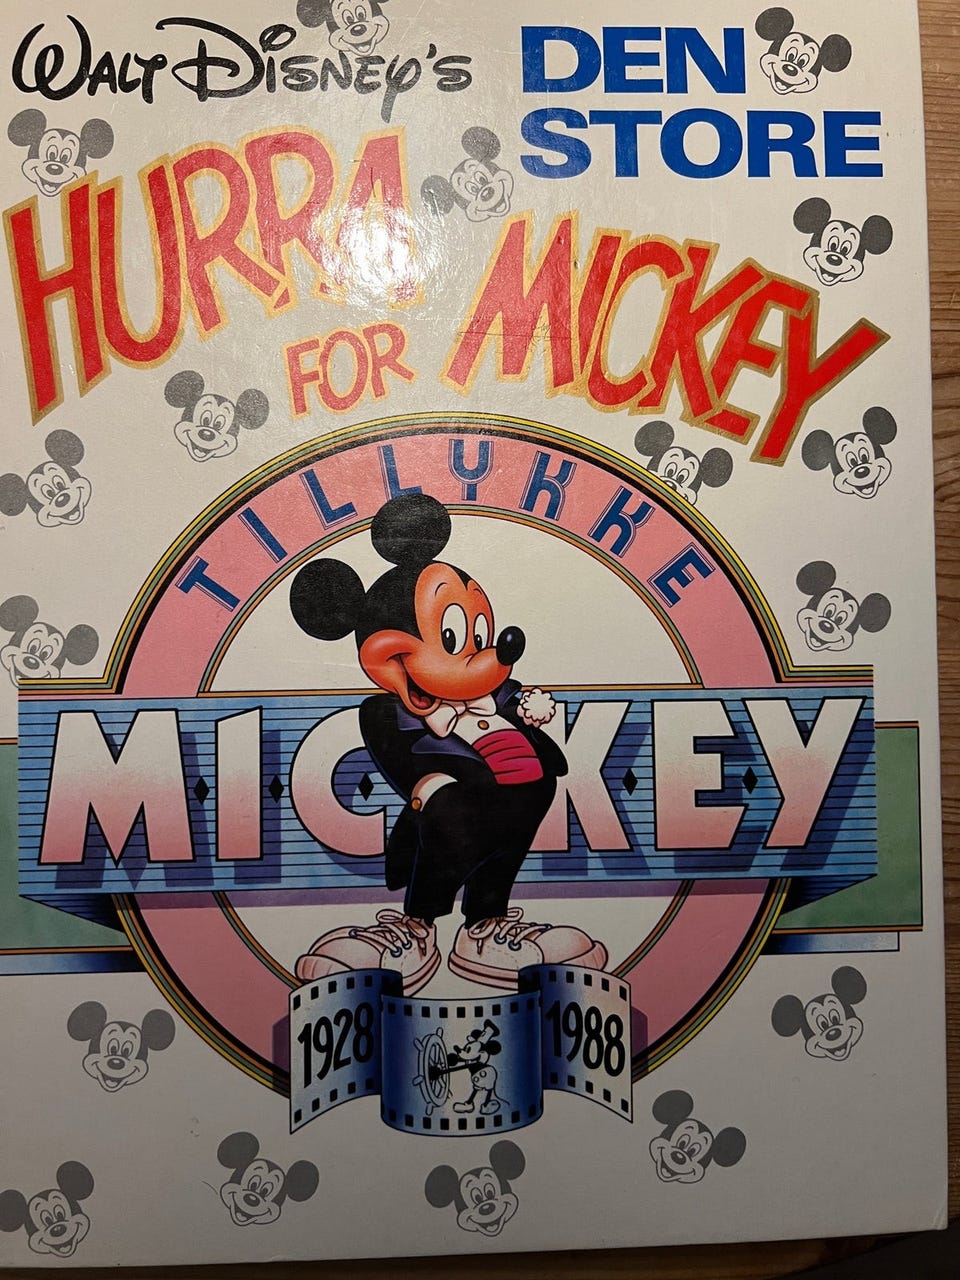 WALT DISNEY'S
DEN
STORE
HURRA
FOR MICKEY
TILLYKKE
MICKEY
1928
1988